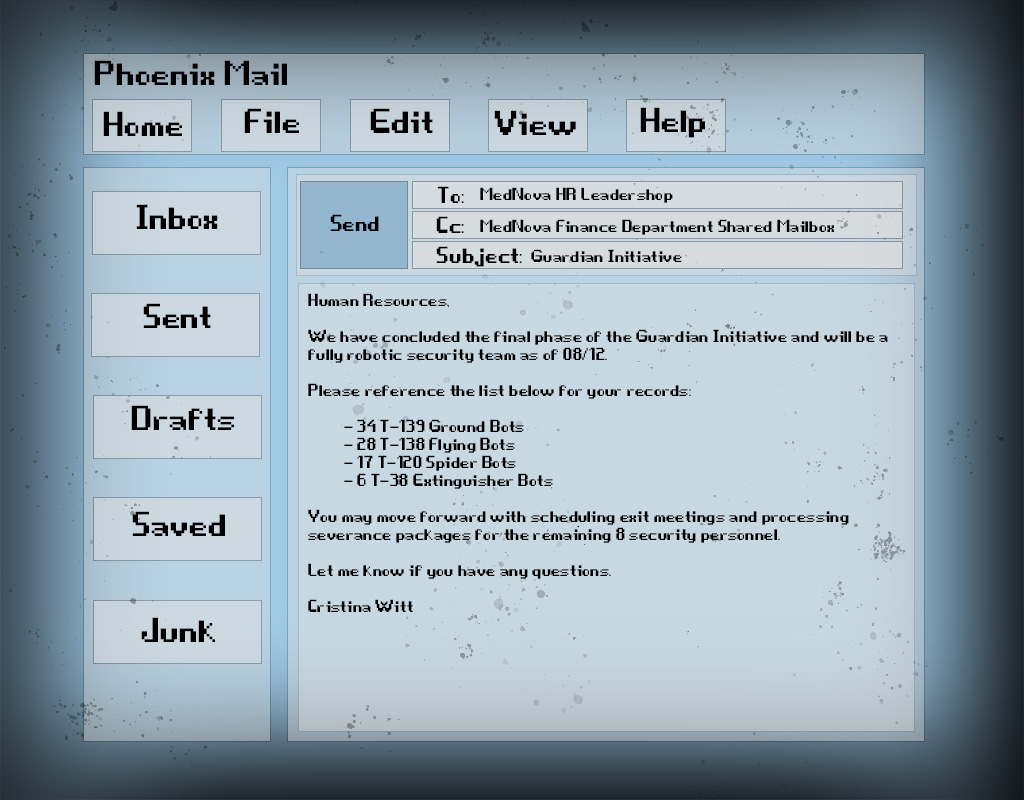 Phoenix Mail
Home File Edit View Help
Inbox
Sent
Drafts
Saved
Junk
Send
To: MedNova HR Leadershop
Cc: MedNova Finance Department Shared Mailbox
Subject: Guardian Initiative
Human Resources,
We have concluded the final phase of the Guardian Initiative and will be a
fully robotic security team as of 08/12.
Please reference the list below for your records:
- 34 T-139 Ground Bots
- 28 T-138 Flying Bots
- 17 T-120 Spider Bots
- 6 T-38 Extinguisher Bots
You may move forward with scheduling exit meetings and processing
severance packages for the remaining 8 security personnel.
Let me know if you have any questions.
Cristina Witt